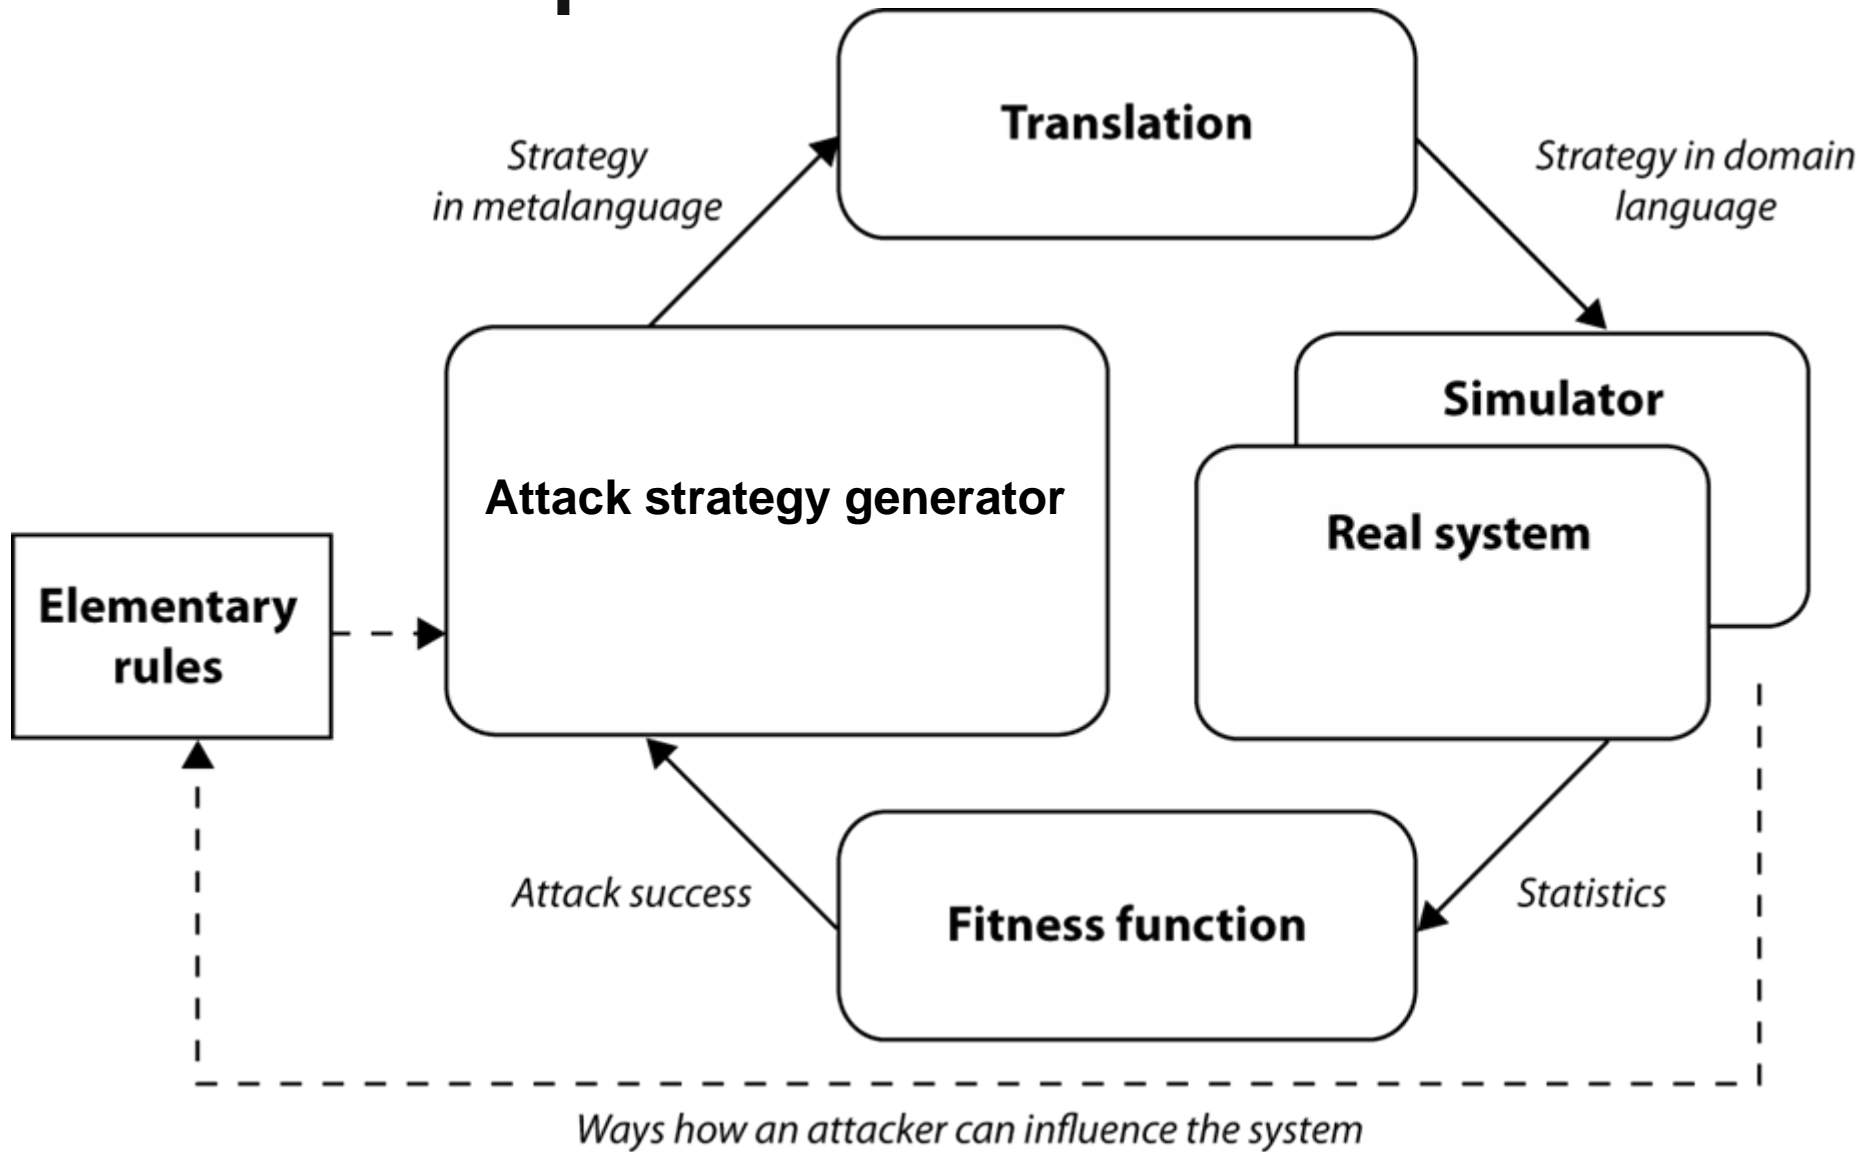 Translation
Strategy
in metalanguage
Strategy in domain
language
Simulator
Attack strategy generator
Real system
Elementary
rules
Attack success
Fitness function
Statistics
Ways how an attacker can influence the system